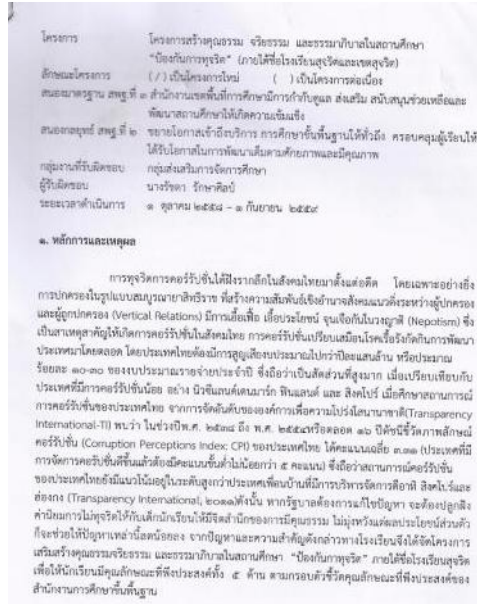 โครงการ โครงการสร้างคุณธรรม จริยธรรม และธรรมาภิบาลในสถานศึกษา
"ป้องกันการทุจริต" (ภายใต้ชื่อโรงเรียนสุจริตและเขตสุจริต)
ลักษณะโครงการ ( / ) เป็นโครงการใหม่ ( ) เป็นโครงการต่อเนื่อง
สนองมาตรฐาน สพฐ.ที่ ๓ สำนักงานเขตพื้นที่การศึกษามีการกำกับดูแล ส่งเสริม สนับสนุนช่วยเหลือและ
พัฒนาสถานศึกษาให้เกิดความเข้มแข็ง
สนองกลยุทธ์ สพฐ.ที่ ๒ ขยายโอกาสเข้าถึงบริการ การศึกษาขั้นพื้นฐานให้ทั่วถึง ครอบคลุมผู้เรียนให้
ได้รับโอกาสในการพัฒนาเต็มตามศักยภาพและมีคุณภาพ
กลุ่มงานที่รับผิดชอบ กลุ่มส่งเสริมการจัดการศึกษา
ผู้รับผิดชอบ นางรัชดา รักษาศิลป์
ระยะเวลาดำเนินการ ๑ ตุลาคม ๒๕๕๘ – ๑ กันยายน ๒๕๕๙
๑. หลักการและเหตุผล
การทุจริตการคอร์รัปชั่นได้ฝังรากลึกในสังคมไทยมาตั้งแต่อดีต โดยเฉพาะอย่างยิ่ง
การปกครองในรูปแบบสมบูรณายาสิทธิราช ที่สร้างความสัมพันธ์เชิงอำนาจสังคมแนวดิ่งระหว่างผู้ปกครอง
และผู้ถูกปกครอง (Vertical Relations) มีการเอื้อเฟื้อ เอื้อประโยชน์ จุนเจือกันในวงญาติ (Nepotism) ซึ่ง
เป็นสาเหตุสำคัญให้เกิดการคอร์รัปชั่นในสังคมไทย การคอร์รัปชั่นเปรียบเสมือนโรคเรื้อรังกัดกินการพัฒนา
ประเทศมาโดยตลอด โดยประเทศไทยต้องมีการสูญเสียงบประมาณไปกว่าปีละแสนล้าน หรือประมาณ
ร้อยละ ๑๐-๓๐ ของงบประมาณรายจ่ายประจำปี ซึ่งถือว่าเป็นสัดส่วนที่สูงมาก เมื่อเปรียบเทียบกับ
ประเทศที่มีการคอร์รัปชั่นน้อย อย่าง นิวซีแลนด์เดนมาร์ก ฟินแลนด์ และ สิงคโปร์ เมื่อศึกษาสถานการณ์
การคอร์รัปชั่นของประเทศไทย จากการจัดอันดับขององค์การเพื่อความโปร่งใสนานาชาติ(Transparency
International-TI) พบว่า ในช่วงปีพ.ศ. ๒๕๓๘ ถึง พ.ศ. ๒๕๕๔หรือตลอด ๑๖ ปีดัชนีชี้วัดภาพลักษณ์
คอร์รัปชั่น (Corruption Perceptions Index: CPI) ของประเทศไทย ได้คะแนนเฉลี่ย ๓.๓๑ (ประเทศที่มี
การจัดการคอรัปชั่นดีขึ้นแล้วต้องมีคะแนนขั้นต่ำไม่น้อยกว่า ๕ คะแนน) ซึ่งถือว่าสถานการณ์คอร์รัปชั่น
ของประเทศไทยยังมีแนวโน้มอยู่ในระดับสูงกว่าประเทศเพื่อนบ้านที่มีการบริหารจัดการดีอาทิ สิงคโปร์และ
ฮ่องกง (Transparency International, ๒๐๑๑)ดังนั้น หากรัฐบาลต้องการแก้ไขปัญหา จะต้องปลูกฝัง
ค่านิยมการไม่ทุจริตให้กับเด็กนักเรียนให้มีจิตสำนึกของการมีคุณธรรม ไม่มุ่งหวังแต่ผลประโยชน์ส่วนตัว
ก็จะช่วยให้ปัญหาเหล่านี้ลดน้อยลง จากปัญหาและความสำคัญดังกล่าวทางโรงเรียนจึงได้จัดโครงการ
เสริมสร้างคุณธรรมจริยธรรม และธรรมาภิบาลในสถานศึกษา "ป้องกันกาทุจริต" ภายใต้ชื่อโรงเรียนสุจริต
เพื่อให้นักเรียนมีคุณลักษณะที่พึงประสงค์ทั้ง ๕ ด้าน ตามกรอบตัวชี้วัดคุณลักษณะที่พึงประสงค์ของ
สำนักงานการศึกษาขั้นพื้นฐาน